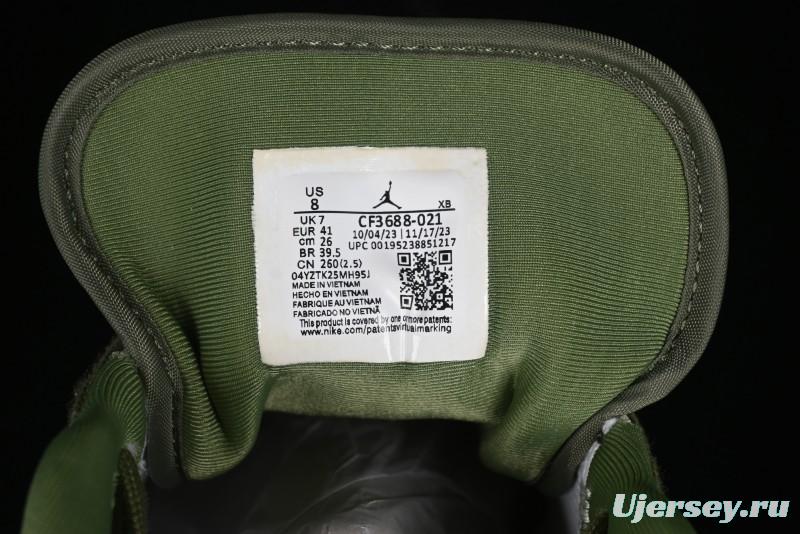 US
8
XB
UK 7
CF3688-021
EUR 41
10/04/23 | 11/17/23
cm 26
UPC 00195238851217
BR 39.5
CN 260(2.5)
04YZTK25MH95J
MADE IN VIETNAM
HECHO EN VIETNAM
FABRIQUE AU VIETNAM
FABRICADO NO VIETNÃ
This product is covered by one or more patents:
www.nike.com/patentsvirtualmarking
Ujersey.ru